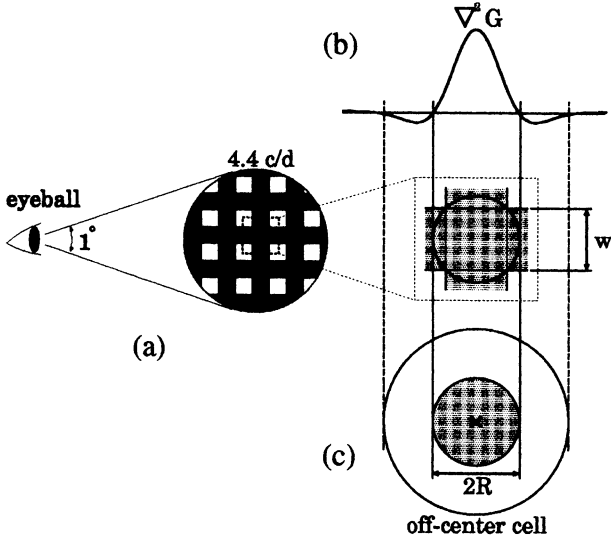 ∇²G
(b)
4.4 c/d
eyeball
1°
w
(a)
(c)
2R
off-center cell